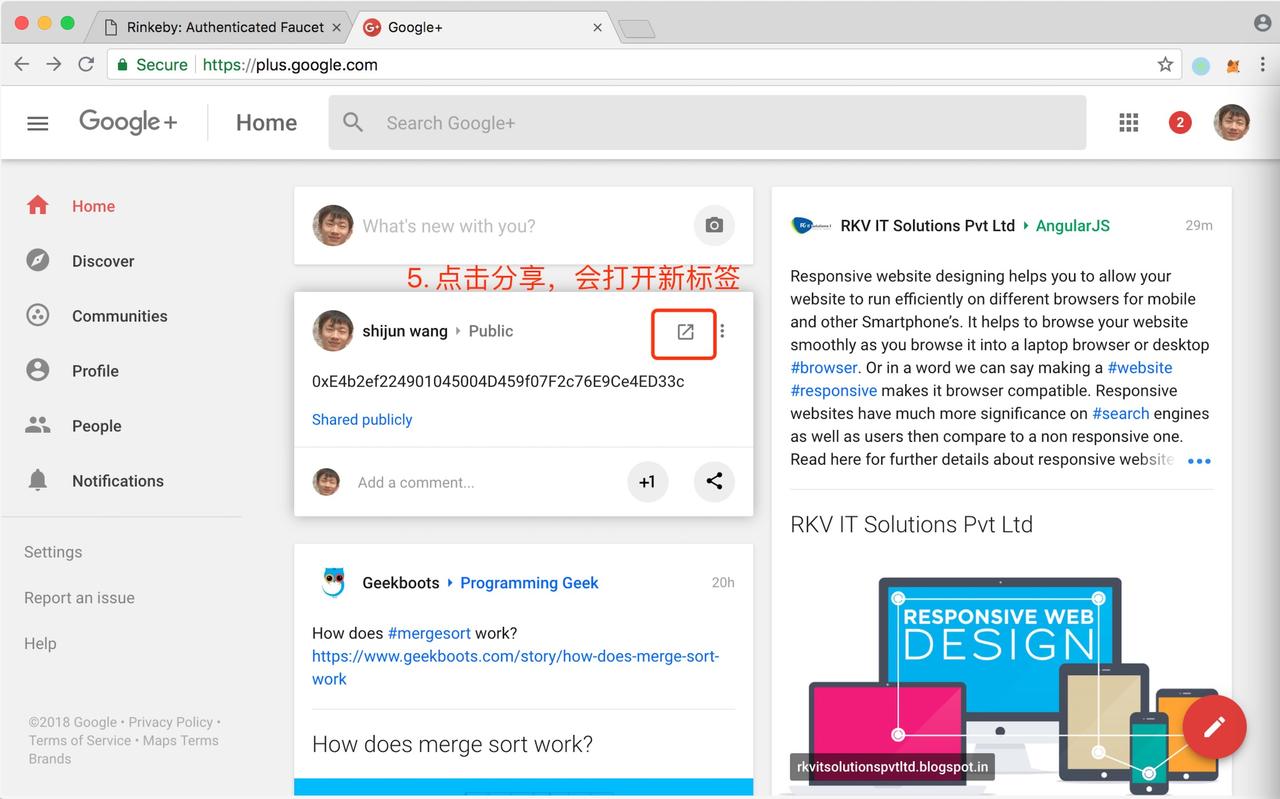 Rinkeby: Authenticated Faucet
Google+
Secure https://plus.google.com
Google+
Home
Search Google+
2
Home
Discover
Communities
Profile
People
Notifications
Settings
Report an issue
Help
©2018 Google • Privacy Policy •
Terms of Service • Maps Terms
Brands
What's new with you?
5. 点击分享，会打开新标签
shijun wang Public
0xE4b2ef224901045004D459f07F2c76E9Ce4ED33c
Shared publicly
Add a comment...
+1
Geekboots Programming Geek 20h
How does #mergesort work?
https://www.geekboots.com/story/how-does-merge-sort-
work
How does merge sort work?
RKV IT Solutions Pvt Ltd AngularJS 29m
Responsive website designing helps you to allow your
website to run efficiently on different browsers for mobile
and other Smartphone's. It helps to browse your website
smoothly as you browse it into a laptop browser or desktop
#browser. Or in a word we can say making a #website
#responsive makes it browser compatible. Responsive
websites have much more significance on #search engines
as well as users then compare to a non responsive one.
Read here for further details about responsive website
RKV IT Solutions Pvt Ltd
RESPONSIVE WEB
DESIGN
rkvitsolutionspvtltd.blogspot.in